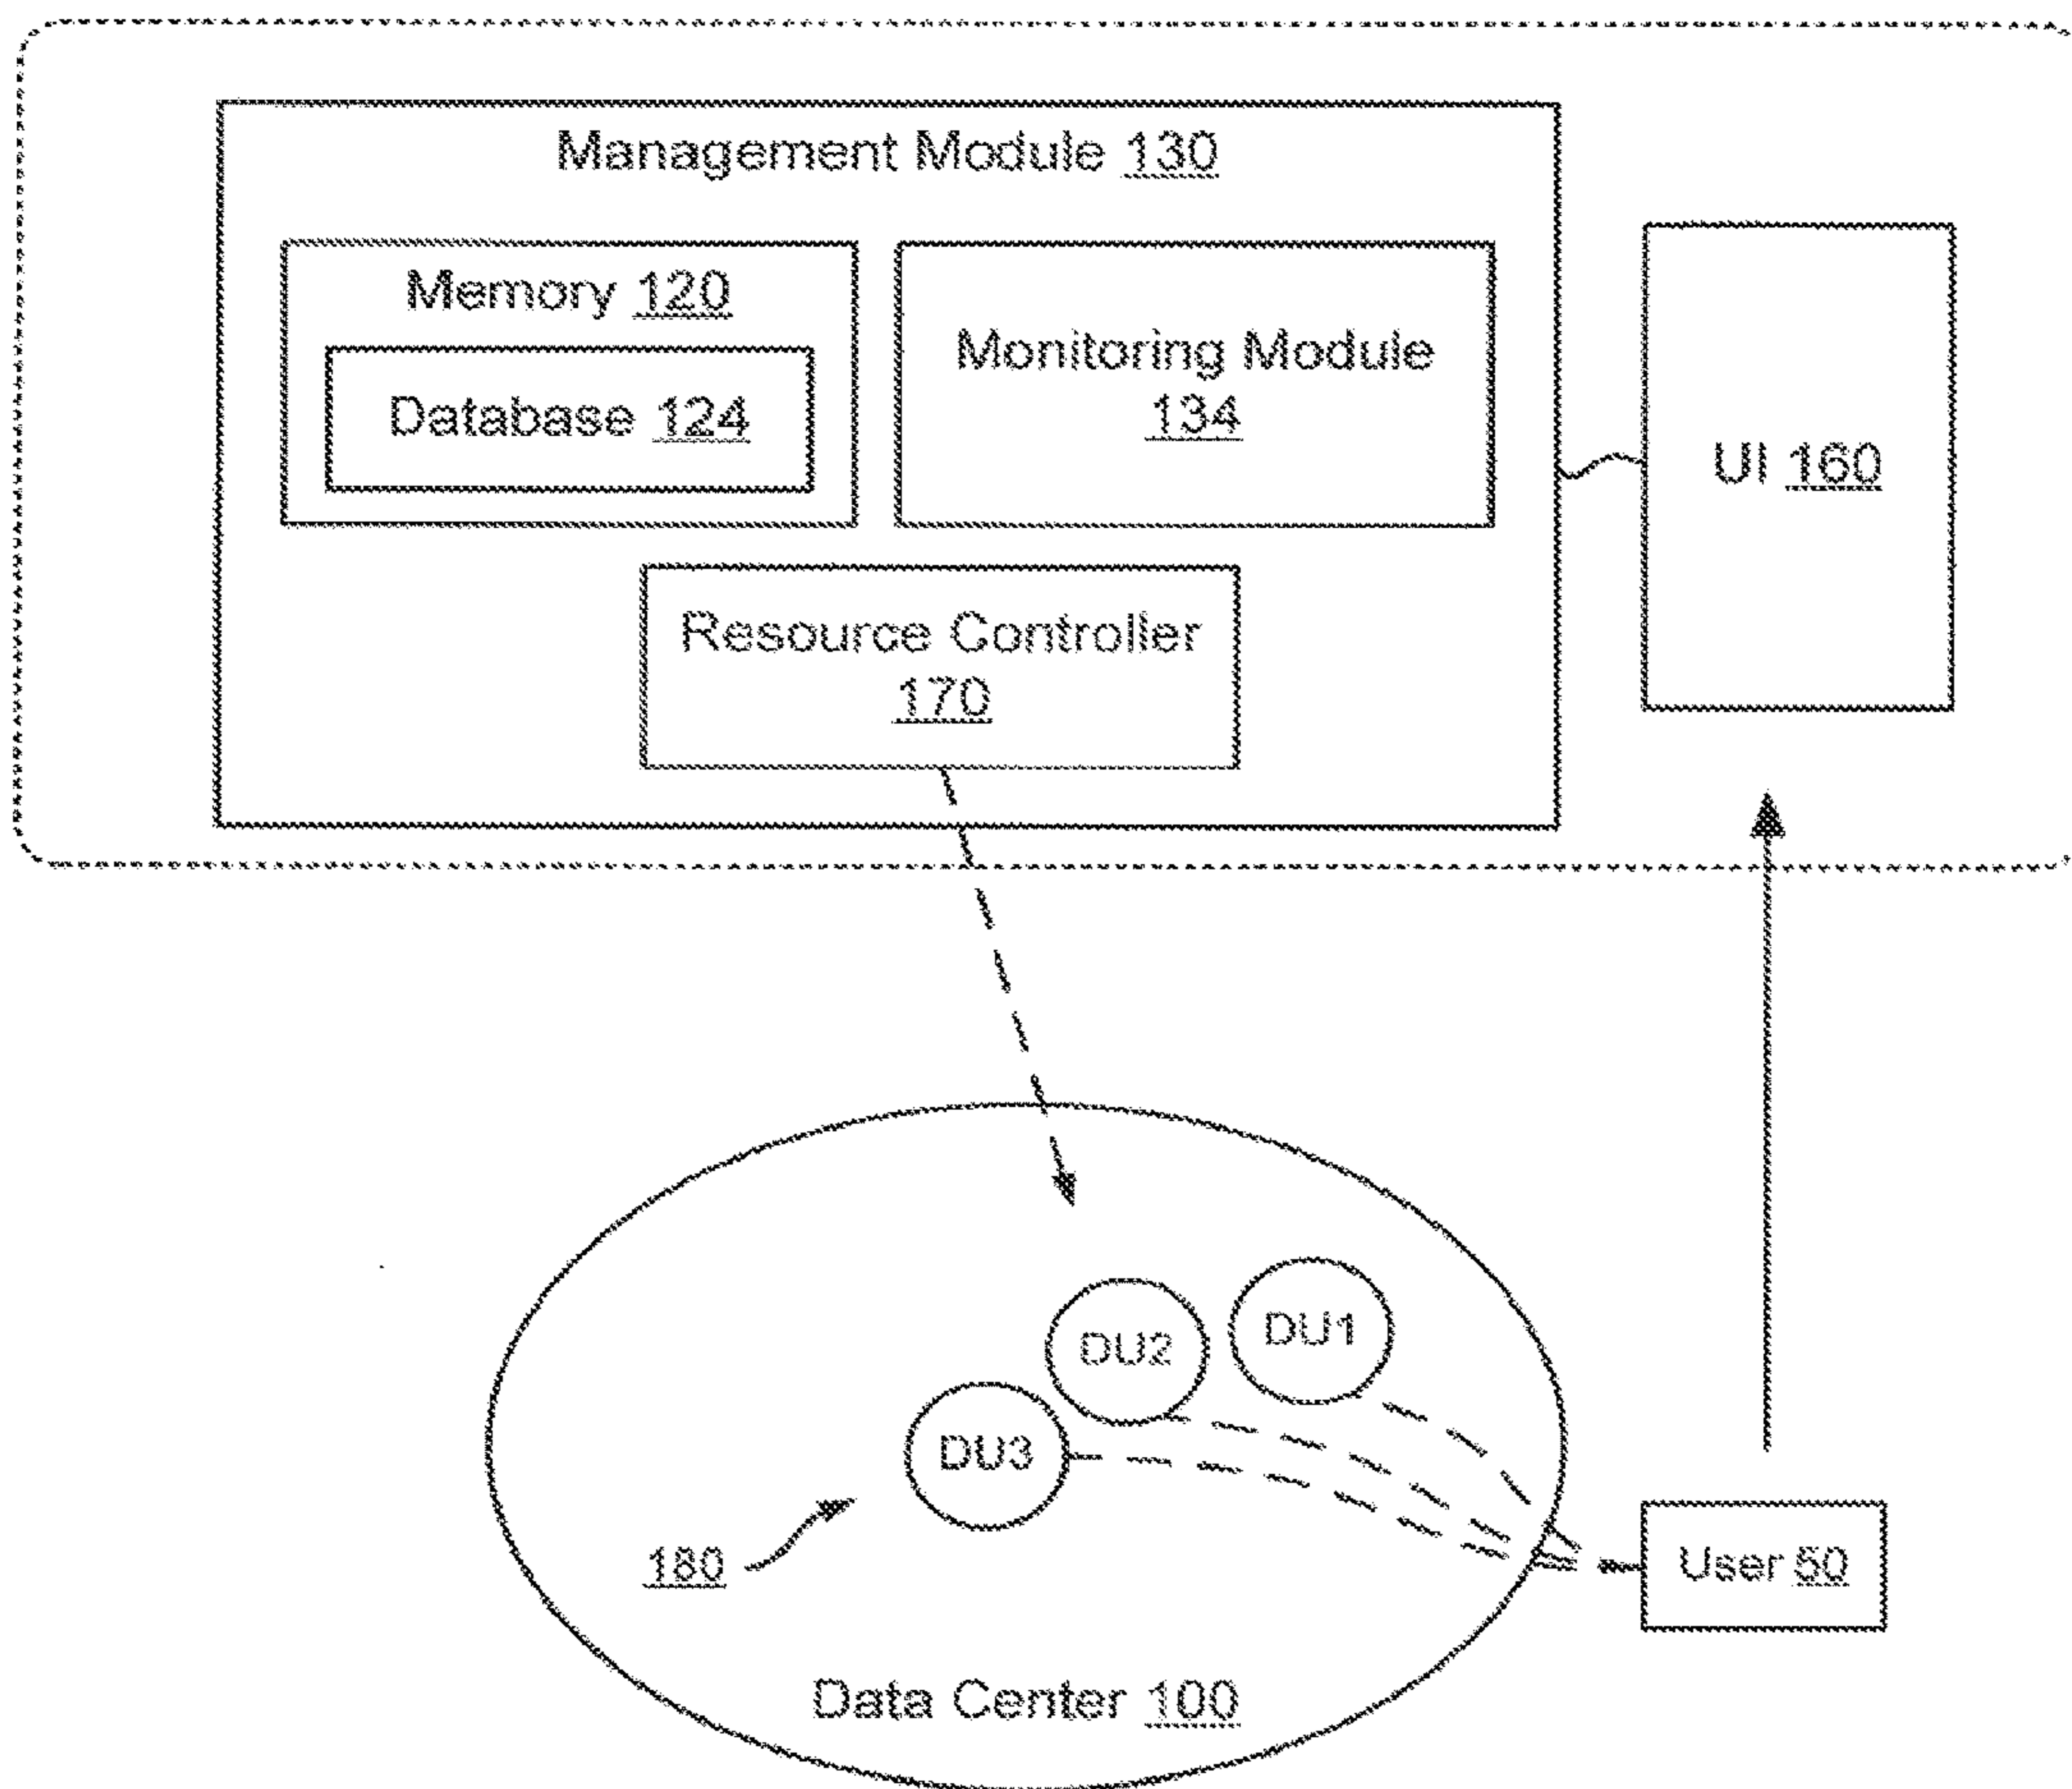 Management Module 130
Memory 120
Database 124
Monitoring Module
134
UI 160
Resource Controller
170
DU1
DU2
DU3
180
User 50
Data Center 100